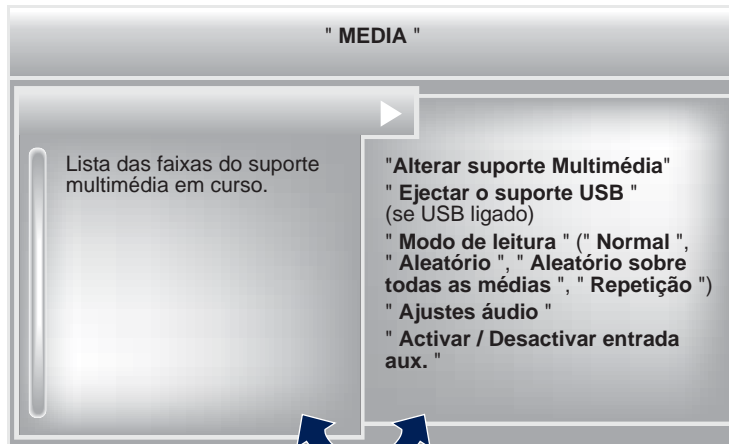 " MEDIA "
Lista das faixas do suporte
multimédia em curso.
"Alterar suporte Multimédia"
" Ejectar o suporte USB "
(se USB ligado)
" Modo de leitura " (" Normal ",
" Aleatório ", " Aleatório sobre
todas as médias ", " Repetição ")
" Ajustes áudio "
" Activar / Desactivar entrada
aux. "